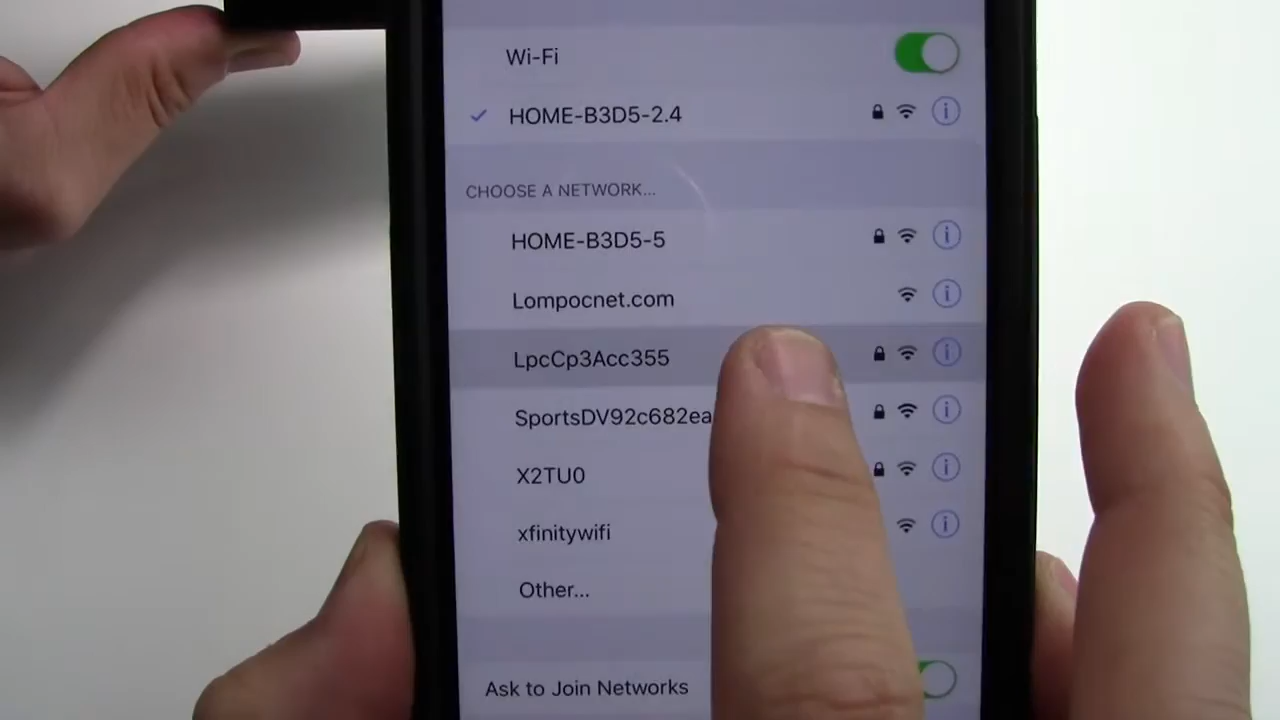 Wi-Fi
HOME-B3D5-2.4
CHOOSE A NETWORK...
HOME-B3D5-5
Lompocnet.com
LpcCp3Acc355
SportsDV92c682ea
X2TU0
xfinitywifi
Other...
Ask to Join Networks